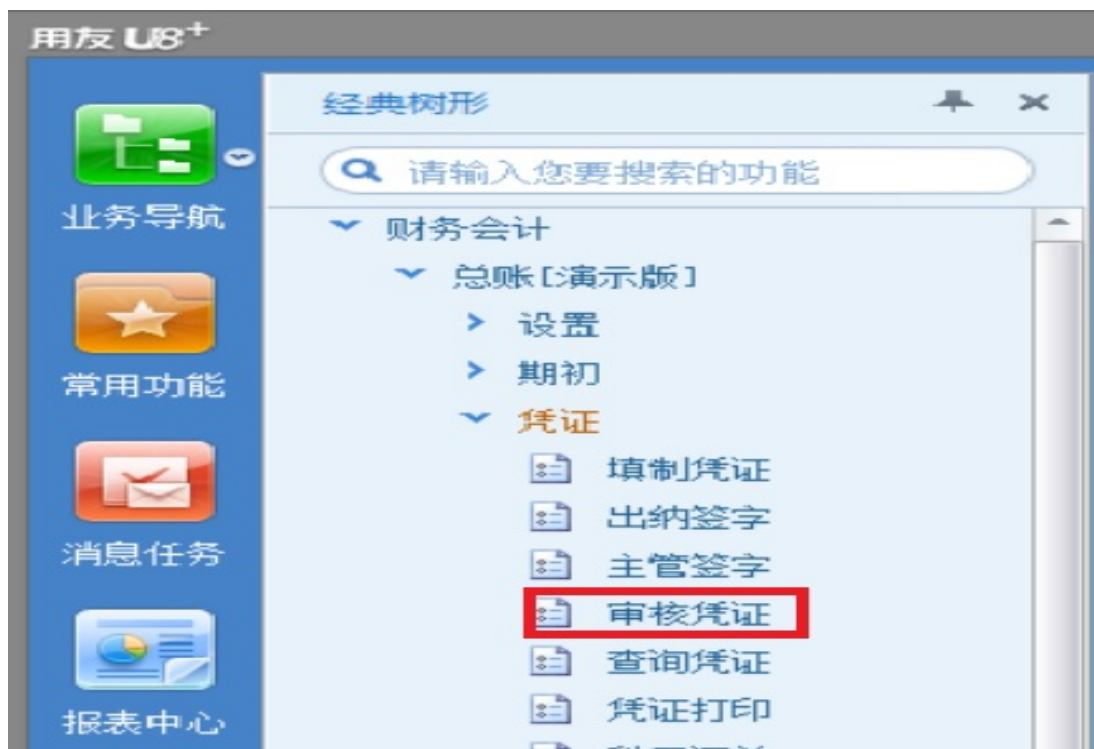 用友 U8+
经典树形
请输入您要搜索的功能
业务导航
常用功能
消息任务
报表中心
财务会计
总账[演示版]
设置
期初
凭证
填制凭证
出纳签字
主管签字
审核凭证
查询凭证
凭证打印